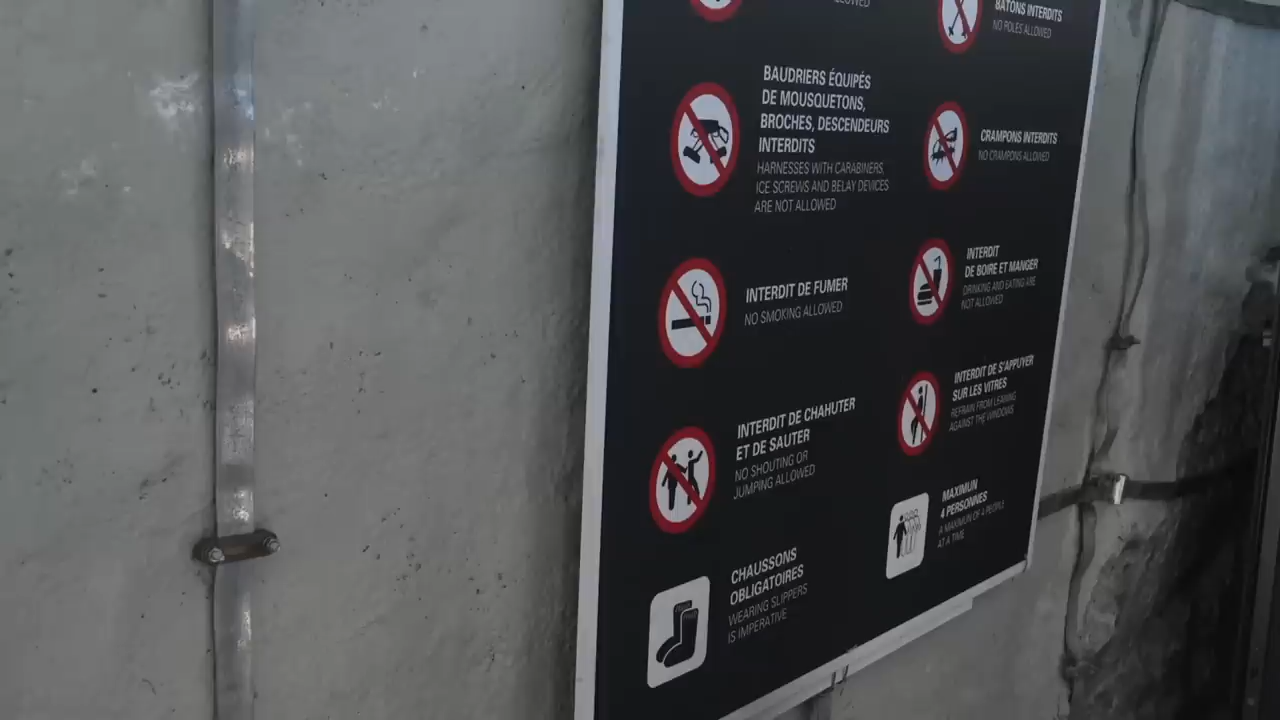 BÂTONS INTERDITS
NO POLES ALLOWED
BAUDRIERS ÉQUIPÉS
DE MOUSQUETONS,
BROCHES, DESCENDEURS
INTERDITS
HARNESSES WITH CARABINERS,
ICE SCREWS AND BELAY DEVICES
ARE NOT ALLOWED
CRAMPONS INTERDITS
NO CRAMPONS ALLOWED
INTERDIT DE FUMER
NO SMOKING ALLOWED
INTERDIT
DE BOIRE ET MANGER
DRINKING AND EATING ARE
NOT ALLOWED
INTERDIT DE CHAHUTER
ET DE SAUTER
NO SHOUTING OR
JUMPING ALLOWED
INTERDIT DE S'APPUYER
SUR LES VITRES
REFRAIN FROM LEANING
AGAINST THE WINDOWS
CHAUSSONS
OBLIGATOIRES
WEARING SLIPPERS
IS IMPERATIVE
MAXIMUN
4 PERSONNES
A MAXIMUN OF 4 PEOPLE
AT A TIME